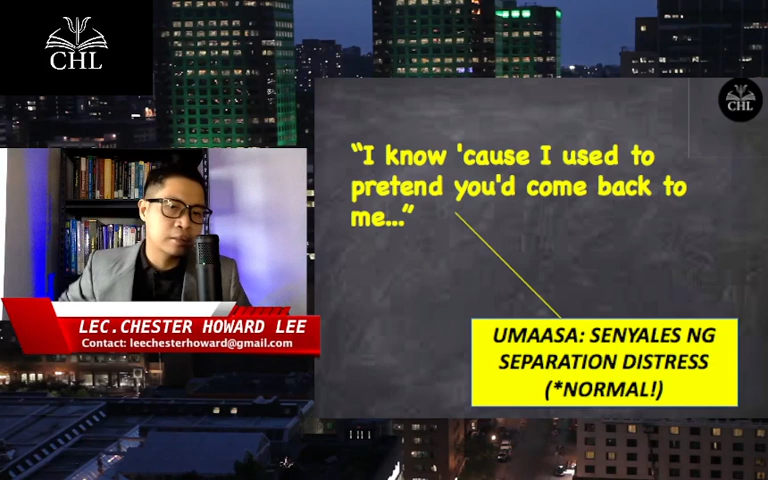 CHL
CHL
“I know 'cause I used to
pretend you'd come back to
me...”
UMAASA: SENYALES NG
SEPARATION DISTRESS
(*NORMAL!)
LEC.CHESTER HOWARD LEE
Contact: leechesterhoward@gmail.com